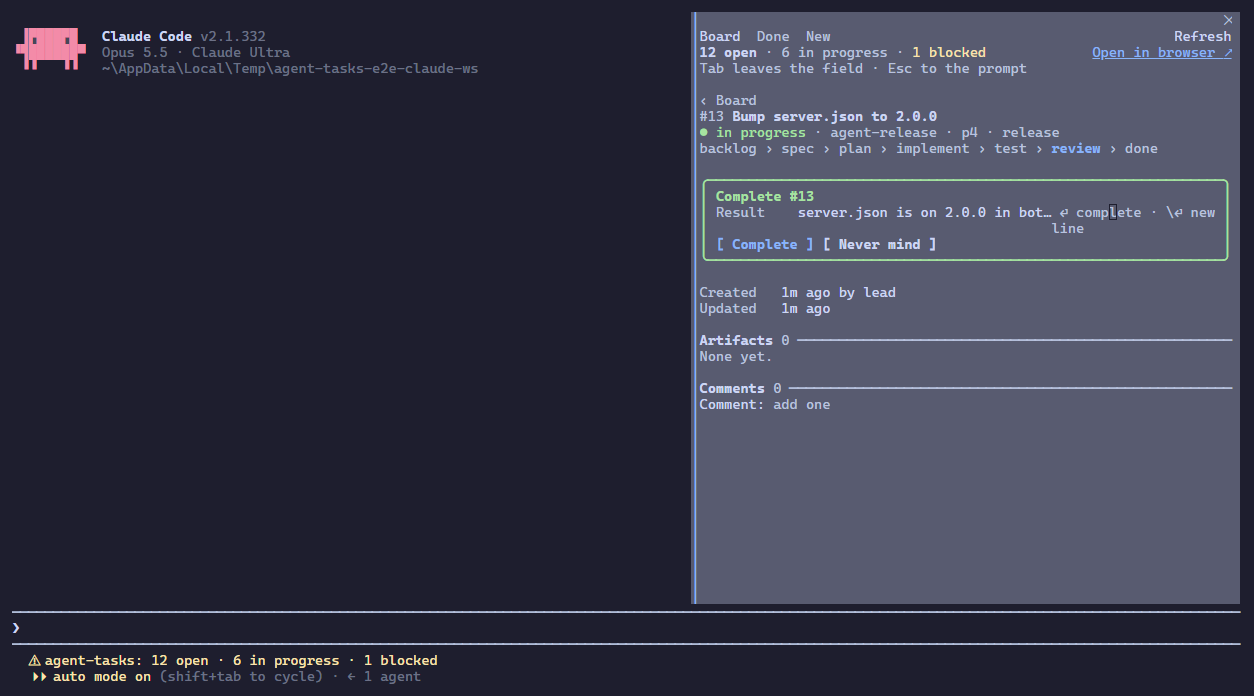 Claude Code v2.1.332
Opus 5.5 · Claude Ultra
~\AppData\Local\Temp\agent-tasks-e2e-claude-ws
×
Board Done New Refresh
12 open · 6 in progress · 1 blocked Open in browser ↗
Tab leaves the field · Esc to the prompt
‹ Board
#13 Bump server.json to 2.0.0
● in progress · agent-release · p4 · release
backlog › spec › plan › implement › test › review › done
Complete #13
Result server.json is on 2.0.0 in bot… ⏎ complete · \⏎ new
line
[ Complete ] [ Never mind ]
Created 1m ago by lead
Updated 1m ago
Artifacts 0
None yet.
Comments 0
Comment: add one
❯
⚠ agent-tasks: 12 open · 6 in progress · 1 blocked
⏵⏵ auto mode on (shift+tab to cycle) · ← 1 agent